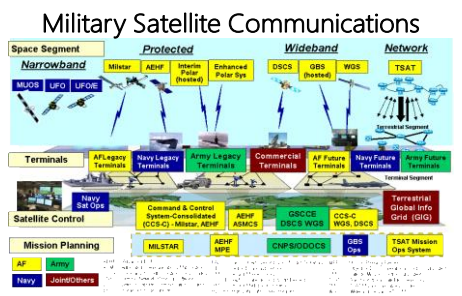 Military Satellite Communications
Space Segment
Narrowband
Protected
Wideband
Network
MUOS
UFO
UFO/E
Milstar
AEHF
Interim
Polar
(hosted)
Enhanced
Polar Sys
DSCS
GBS
(hosted)
WGS
TSAT
Terrestrial Segment
Terminals
AF Legacy
Terminals
Navy Legacy
Terminals
Army Legacy
Terminals
Commercial
Terminals
AF Future
Terminals
Navy Future
Terminals
Army Future
Terminals
Terminal Segment
Satellite Control
Navy
Sat Ops
Command & Control
System-Consolidated
(CCS-C) - Milstar, AEHF
AEHF
ASMCS
GSCCE
DSCS WGS
CCS-C
WGS, DSCS
Terrestrial
Global Info
Grid (GIG)
Mission Planning
MILSTAR
AEHF
MPE
CNPS/ODOCS
GBS
Ops
TSAT Mission
Ops System
AF
Army
Navy
Joint/Others